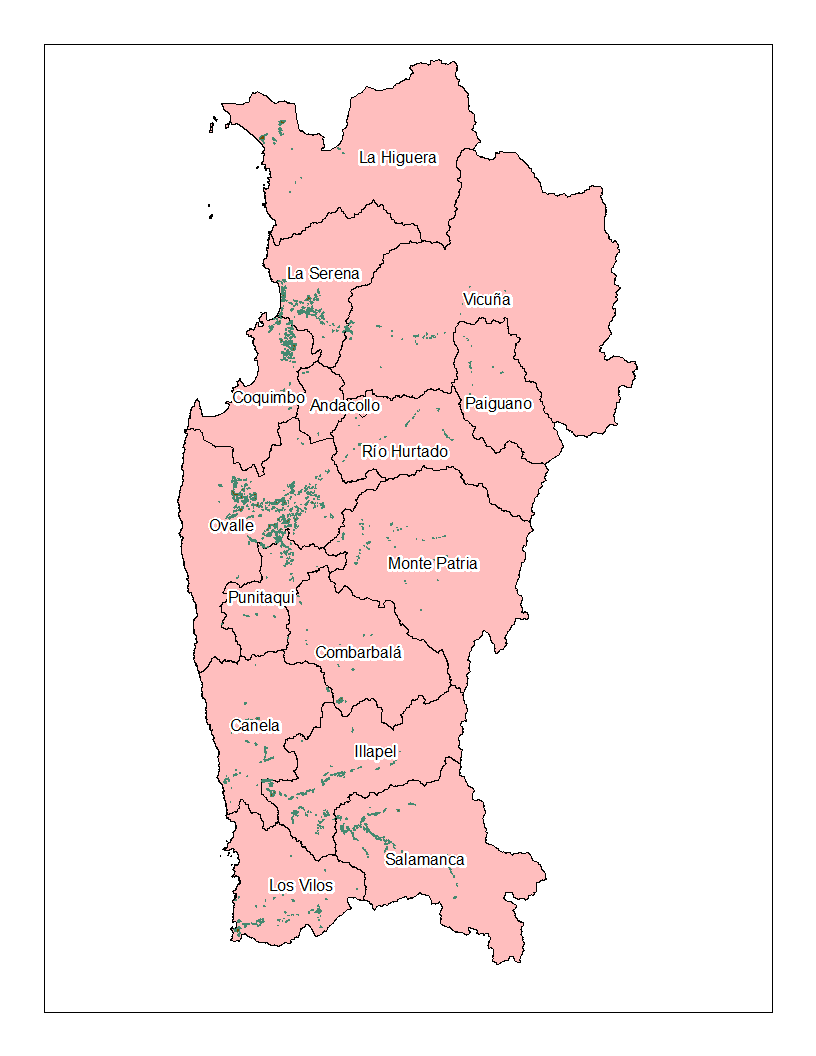 La Higuera
La Serena
Vicuña
Coquimbo
Andacollo
Paiguano
Río Hurtado
Ovalle
Monte Patria
Punitaqui
Combarbalá
Canela
Illapel
Salamanca
Los Vilos